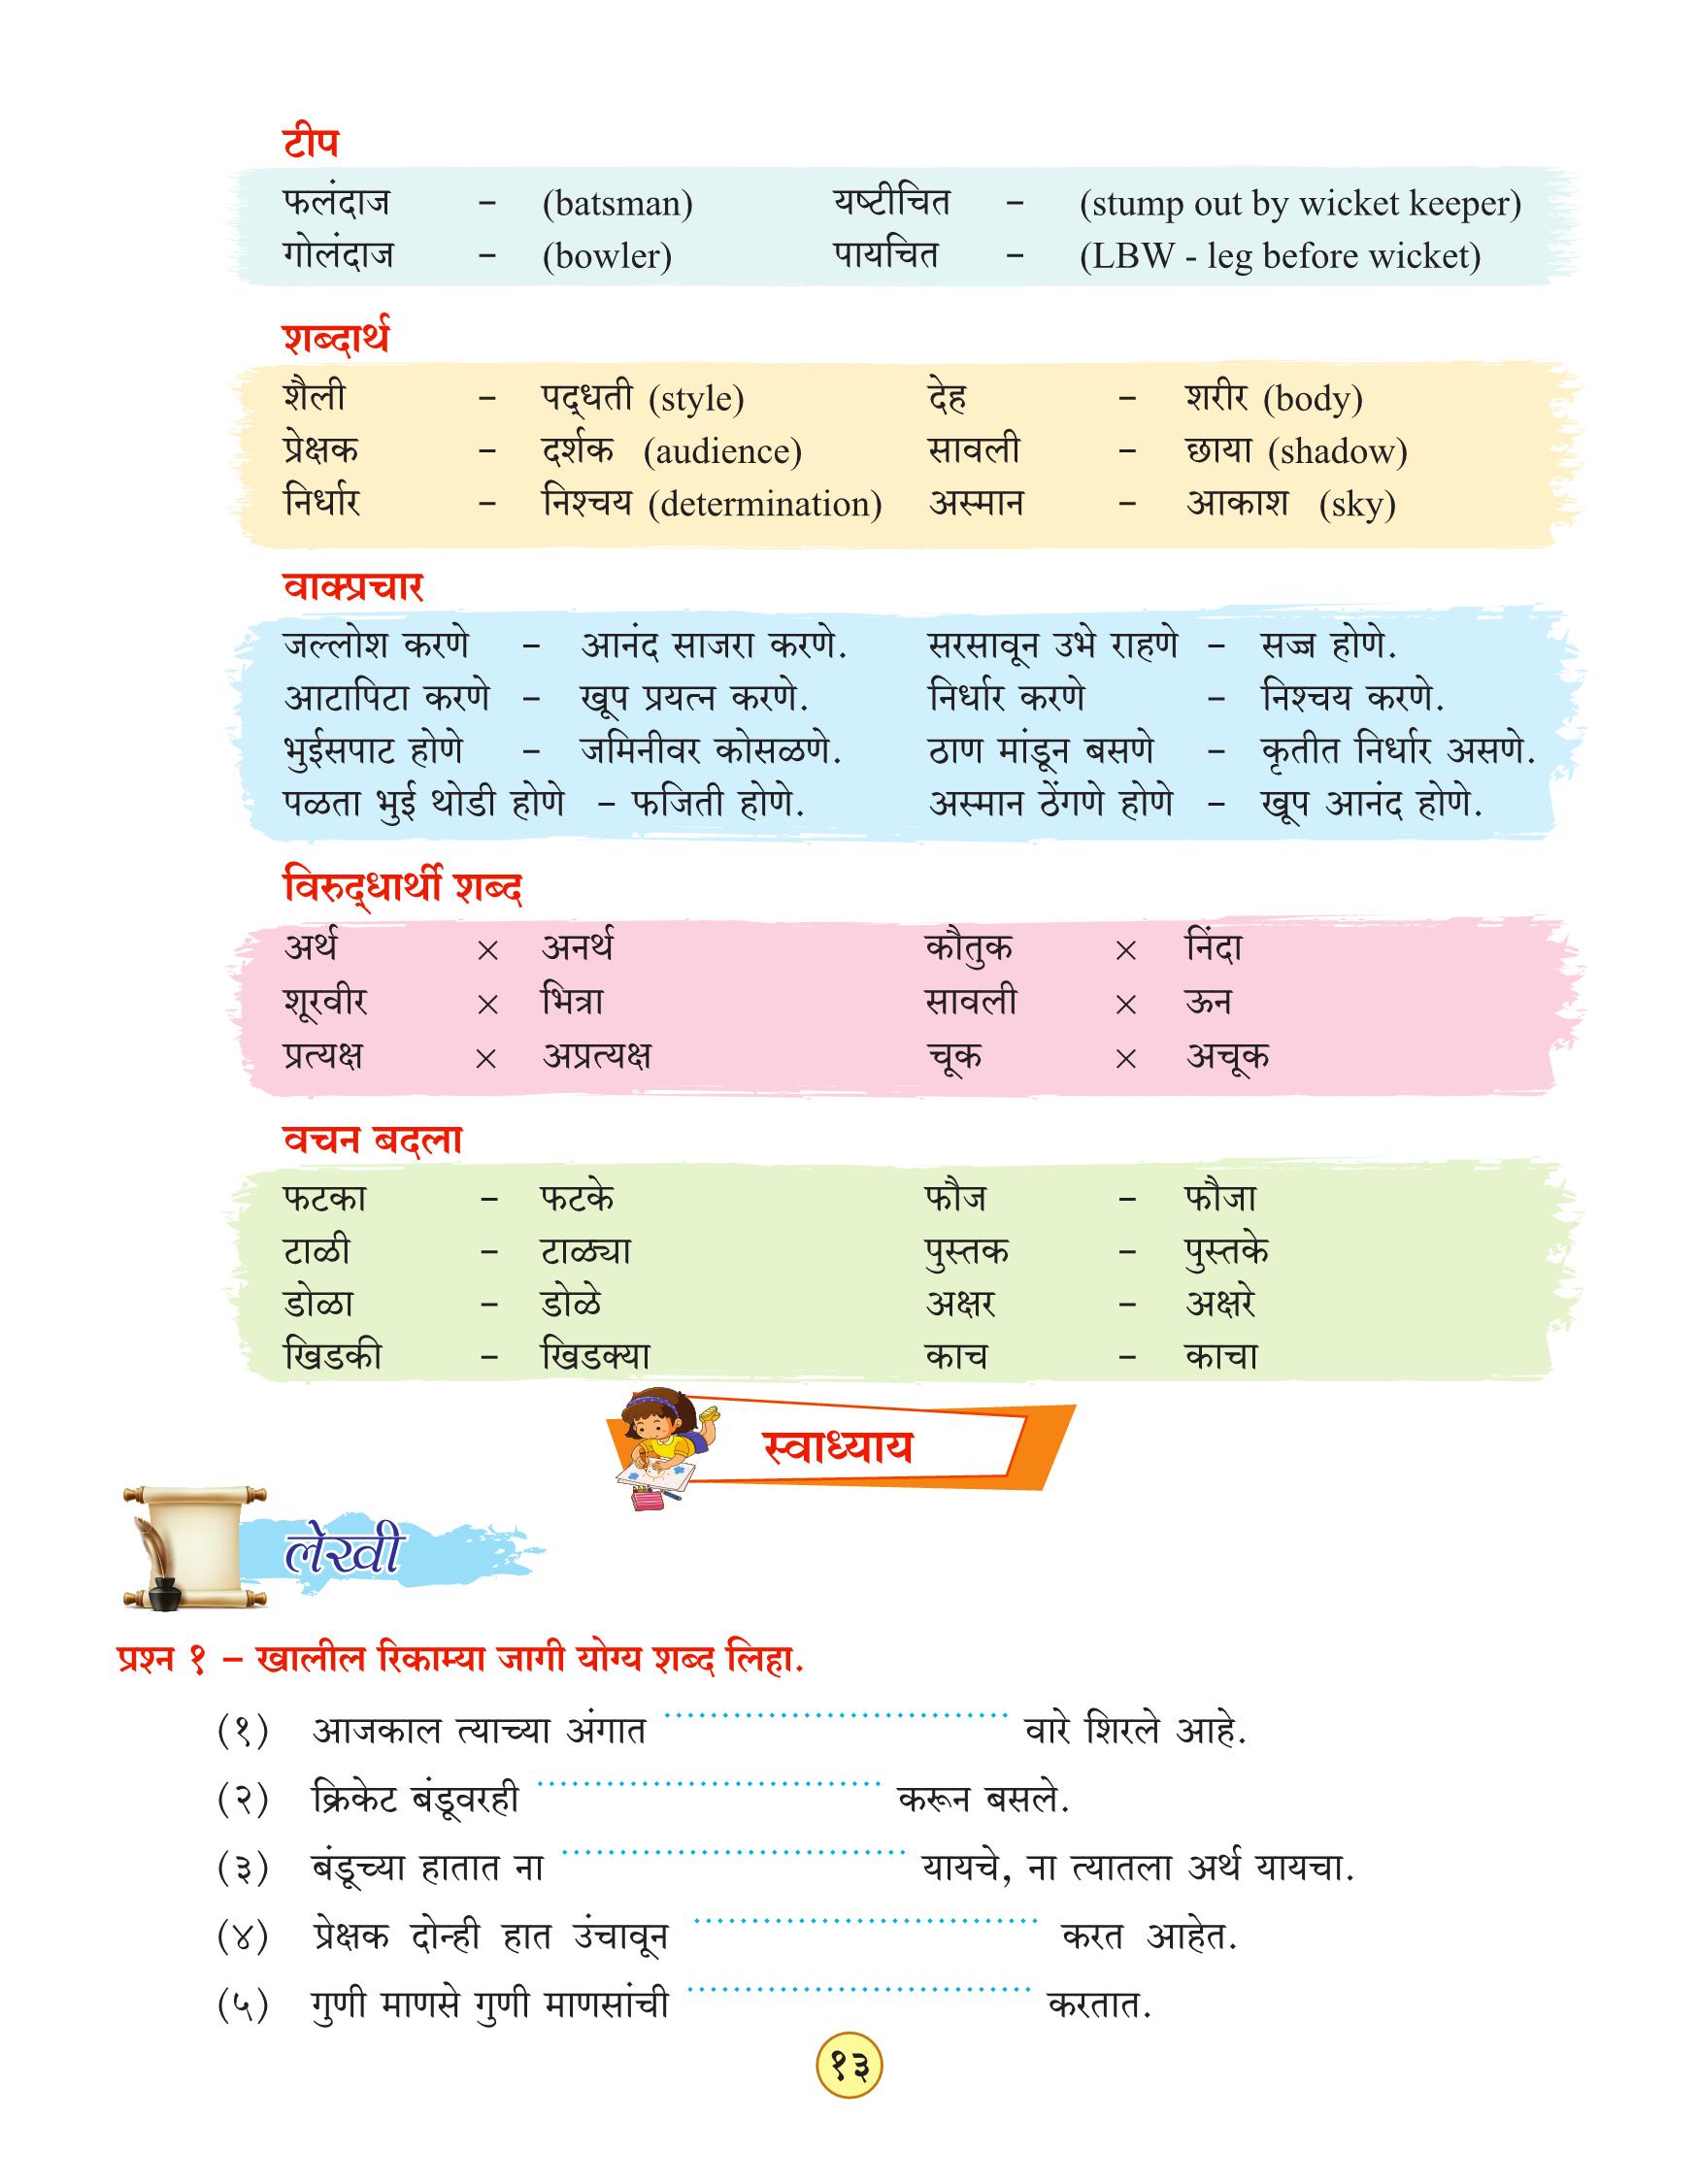 टीप
फलंदाज – (batsman) यष्टीचित – (stump out by wicket keeper)
गोलंदाज – (bowler) पायचित – (LBW - leg before wicket)
शब्दार्थ
शैली – पद्धती (style) देह – शरीर (body)
प्रेक्षक – दर्शक (audience) सावली – छाया (shadow)
निर्धार – निश्चय (determination) अस्मान – आकाश (sky)
वाक्प्रचार
जल्लोश करणे – आनंद साजरा करणे. सरसावून उभे राहणे – सज्ज होणे.
आटापिटा करणे – खूप प्रयत्न करणे. निर्धार करणे – निश्चय करणे.
भुईसपाट होणे – जमिनीवर कोसळणे. ठाण मांडून बसणे – कृतीत निर्धार असणे.
पळता भुई थोडी होणे – फजिती होणे. अस्मान ठेंगणे होणे – खूप आनंद होणे.
विरुद्धार्थी शब्द
अर्थ × अनर्थ कौतुक × निंदा
शूरवीर × भित्रा सावली × ऊन
प्रत्यक्ष × अप्रत्यक्ष चूक × अचूक
वचन बदला
फटका – फटके फौज – फौजा
टाळी – टाळ्या पुस्तक – पुस्तके
डोळा – डोळे अक्षर – अक्षरे
खिडकी – खिडक्या काच – काचा
स्वाध्याय
लेखी
प्रश्न १ – खालील रिकाम्या जागी योग्य शब्द लिहा.
(१) आजकाल त्याच्या अंगात .............................. वारे शिरले आहे.
(२) क्रिकेट बंडूवरही .............................. करून बसले.
(३) बंडूच्या हातात ना .............................. यायचे, ना त्यातला अर्थ यायचा.
(४) प्रेक्षक दोन्ही हात उंचावून .............................. करत आहेत.
(५) गुणी माणसे गुणी माणसांची .............................. करतात.
१३